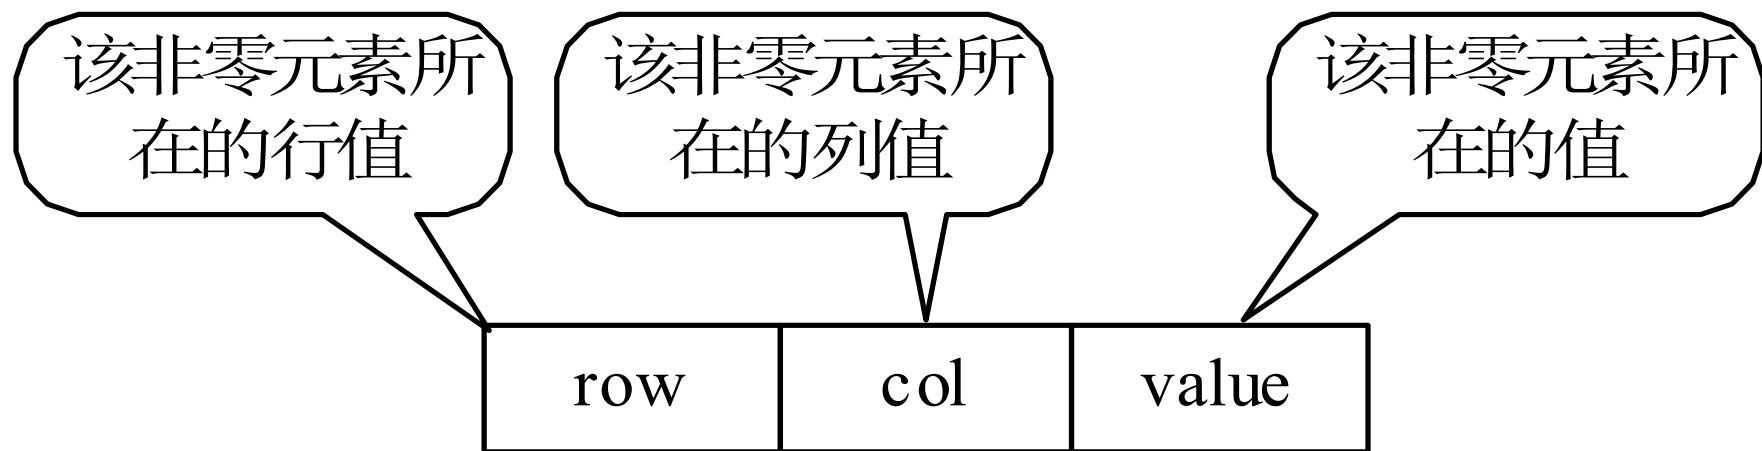 该非零元素所
在的行值
该非零元素所
在的列值
该非零元素所
在的值
row
col
value